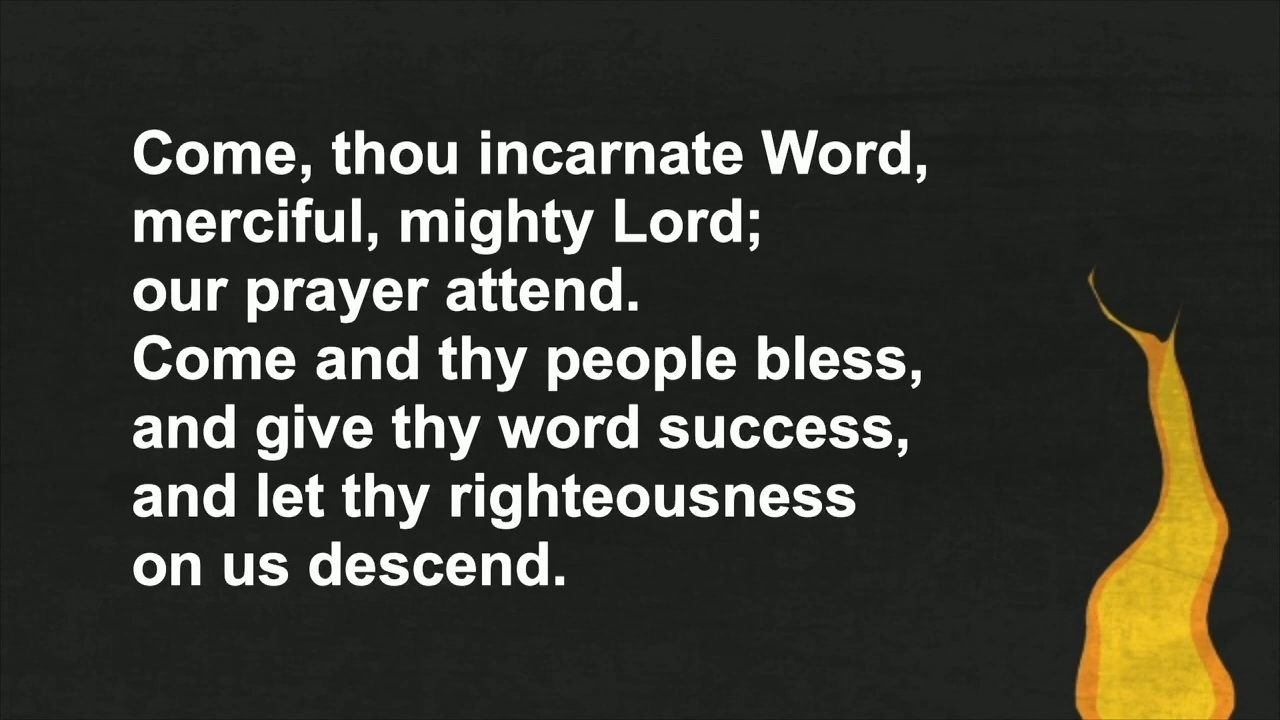 Come, thou incarnate Word,
merciful, mighty Lord;
our prayer attend.
Come and thy people bless,
and give thy word success,
and let thy righteousness
on us descend.